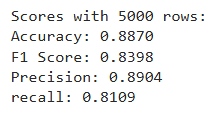 Scores with 5000 rows:
Accuracy: 0.8870
F1 Score: 0.8398
Precision: 0.8904
recall: 0.8109